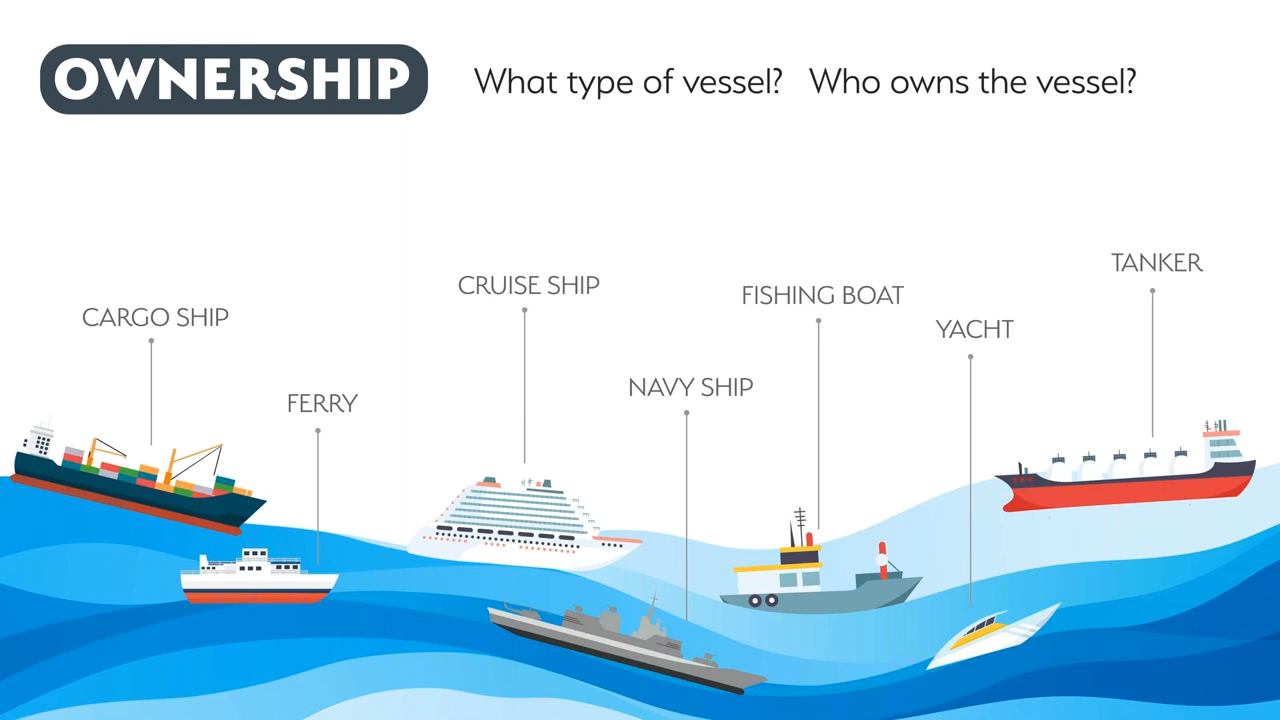 OWNERSHIP
What type of vessel? Who owns the vessel?
CARGO SHIP
FERRY
CRUISE SHIP
NAVY SHIP
FISHING BOAT
YACHT
TANKER